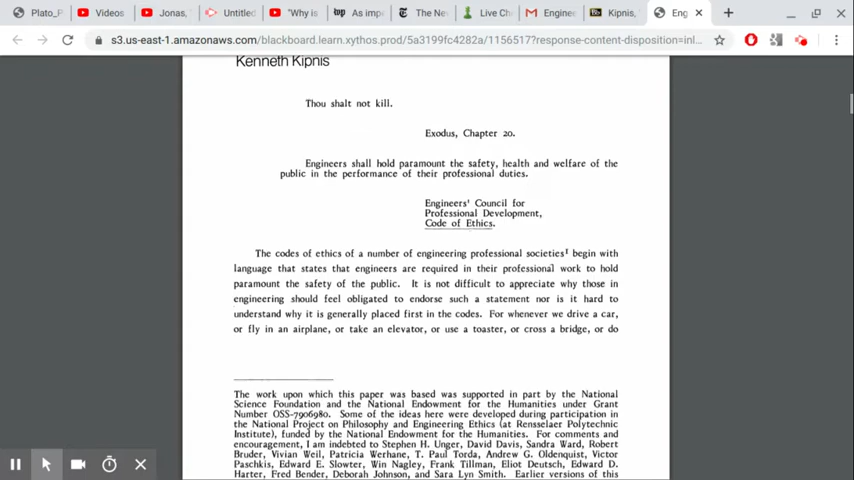 Plato_P
Videos
Jonas,
Untitled
"Why is
As impe
The Ne
Live Cha
Enginee
Kipnis,
Eng
s3.us-east-1.amazonaws.com/blackboard.learn.xythos.prod/5a3199fc4282a/1156517?response-content-disposition=inl...
Kenneth Kipnis
Thou shalt not kill.
Exodus, Chapter 20.
Engineers shall hold paramount the safety, health and welfare of the
public in the performance of their professional duties.
Engineers' Council for
Professional Development,
Code of Ethics.
The codes of ethics of a number of engineering professional societies¹ begin with
language that states that engineers are required in their professional work to hold
paramount the safety of the public. It is not difficult to appreciate why those in
engineering should feel obligated to endorse such a statement nor is it hard to
understand why it is generally placed first in the codes. For whenever we drive a car,
or fly in an airplane, or take an elevator, or use a toaster, or cross a bridge, or do
The work upon which this paper was based was supported in part by the National
Science Foundation and the National Endowment for the Humanities under Grant
Number OSS-7906980. Some of the ideas here were developed during participation in
the National Project on Philosophy and Engineering Ethics (at Rensselaer Polytechnic
Institute), funded by the National Endowment for the Humanities. For comments and
encouragement, I am indebted to Stephen H. Unger, David Davis, Sandra Ward, Robert
Bruder, Vivian Weil, Patricia Werhane, T. Paul Torda, Andrew G. Oldenquist, Victor
Paschkis, Edward E. Slowter, Win Nagley, Frank Tillman, Eliot Deutsch, Edward D.
Harter, Fred Bender, Deborah Johnson, and Sara Lyn Smith. Earlier versions of this